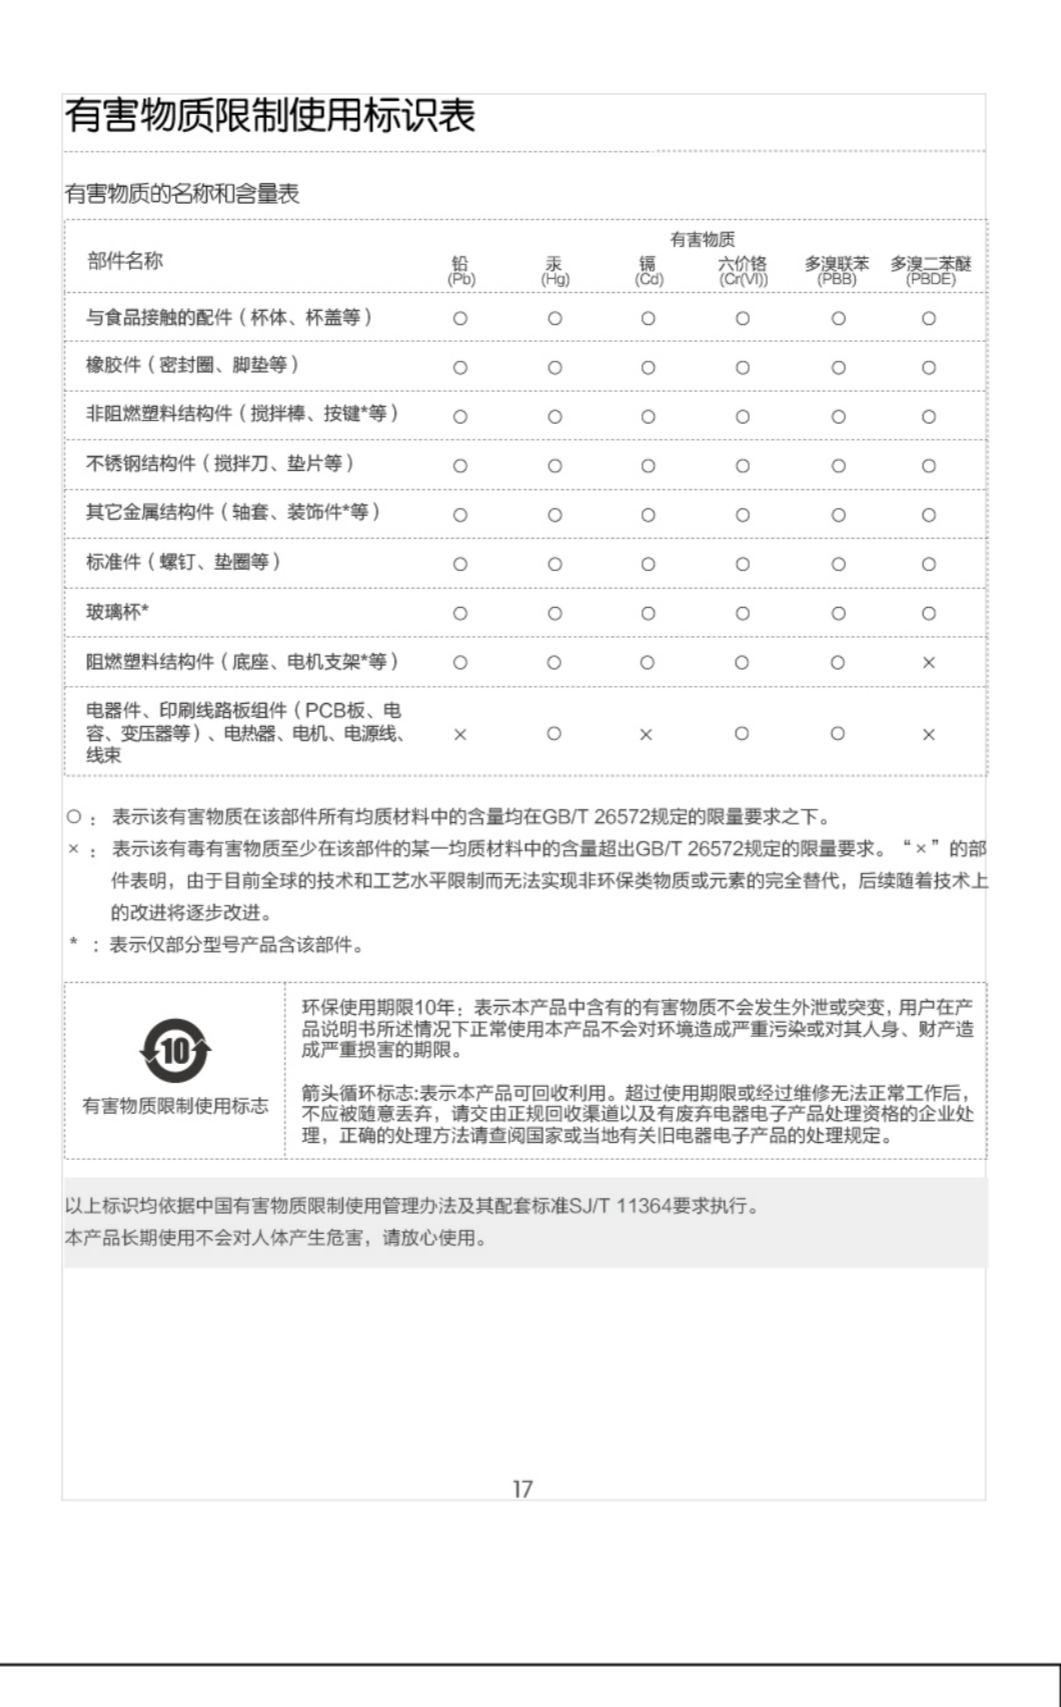 有害物质限制使用标识表
有害物质的名称和含量表
部件名称
有害物质
铅 汞 镉 六价铬 多溴联苯 多溴二苯醚
(Pb) (Hg) (Cd) (Cr(VI)) (PBB) (PBDE)
与食品接触的配件（杯体、杯盖等） ○ ○ ○ ○ ○ ○
橡胶件（密封圈、脚垫等） ○ ○ ○ ○ ○ ○
非阻燃塑料结构件（搅拌棒、按键*等） ○ ○ ○ ○ ○ ○
不锈钢结构件（搅拌刀、垫片等） ○ ○ ○ ○ ○ ○
其它金属结构件（轴套、装饰件*等） ○ ○ ○ ○ ○ ○
标准件（螺钉、垫圈等） ○ ○ ○ ○ ○ ○
玻璃杯* ○ ○ ○ ○ ○ ○
阻燃塑料结构件（底座、电机支架*等） ○ ○ ○ ○ ○ ×
电器件、印刷线路板组件（PCB板、电
容、变压器等）、电热器、电机、电源线、 × ○ × ○ ○ ×
线束
○ ： 表示该有害物质在该部件所有均质材料中的含量均在GB/T 26572规定的限量要求之下。
× ： 表示该有毒有害物质至少在该部件的某一均质材料中的含量超出GB/T 26572规定的限量要求。“×”的部
件表明，由于目前全球的技术和工艺水平限制而无法实现非环保类物质或元素的完全替代，后续随着技术上
的改进将逐步改进。
* ：表示仅部分型号产品含该部件。
10
有害物质限制使用标志
环保使用期限10年：表示本产品中含有的有害物质不会发生外泄或突变，用户在产
品说明书所述情况下正常使用本产品不会对环境造成严重污染或对其人身、财产造
成严重损害的期限。
箭头循环标志:表示本产品可回收利用。超过使用期限或经过维修无法正常工作后，
不应被随意丢弃，请交由正规回收渠道以及有废弃电器电子产品处理资格的企业处
理，正确的处理方法请查阅国家或当地有关旧电器电子产品的处理规定。
以上标识均依据中国有害物质限制使用管理办法及其配套标准SJ/T 11364要求执行。
本产品长期使用不会对人体产生危害，请放心使用。
17